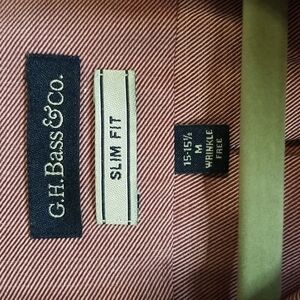 G.H. Bass & Co.
SLIM FIT
15-15½
M
WRINKLE
FREE